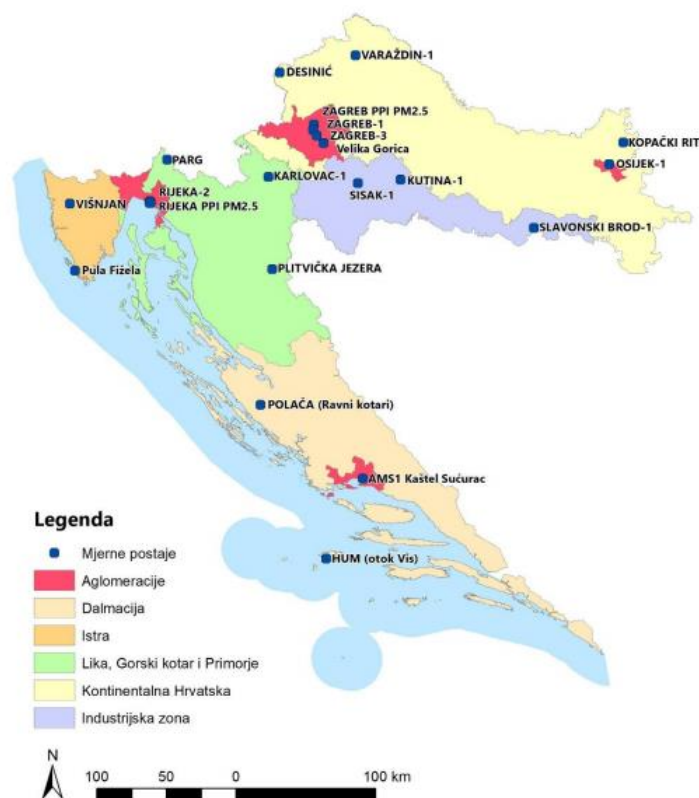 VARAŽDIN-1
DESINIĆ
ZAGREB PPI PM2.5
ZAGREB-1
ZAGREB-3
Velika Gorica
KOPAČKI RIT
OSIJEK-1
PARG
KARLOVAC-1
KUTINA-1
SISAK-1
RIJEKA-2
RIJEKA PPI PM2.5
VIŠNJAN
SLAVONSKI BROD-1
Pula Fižela
PLITVIČKA JEZERA
POLAČA (Ravni kotari)
AMS1 Kaštel Sućurac
HUM (otok Vis)
Legenda
Mjerne postaje
Aglomeracije
Dalmacija
Istra
Lika, Gorski kotar i Primorje
Kontinentalna Hrvatska
Industrijska zona
N
100 50 0 100 km